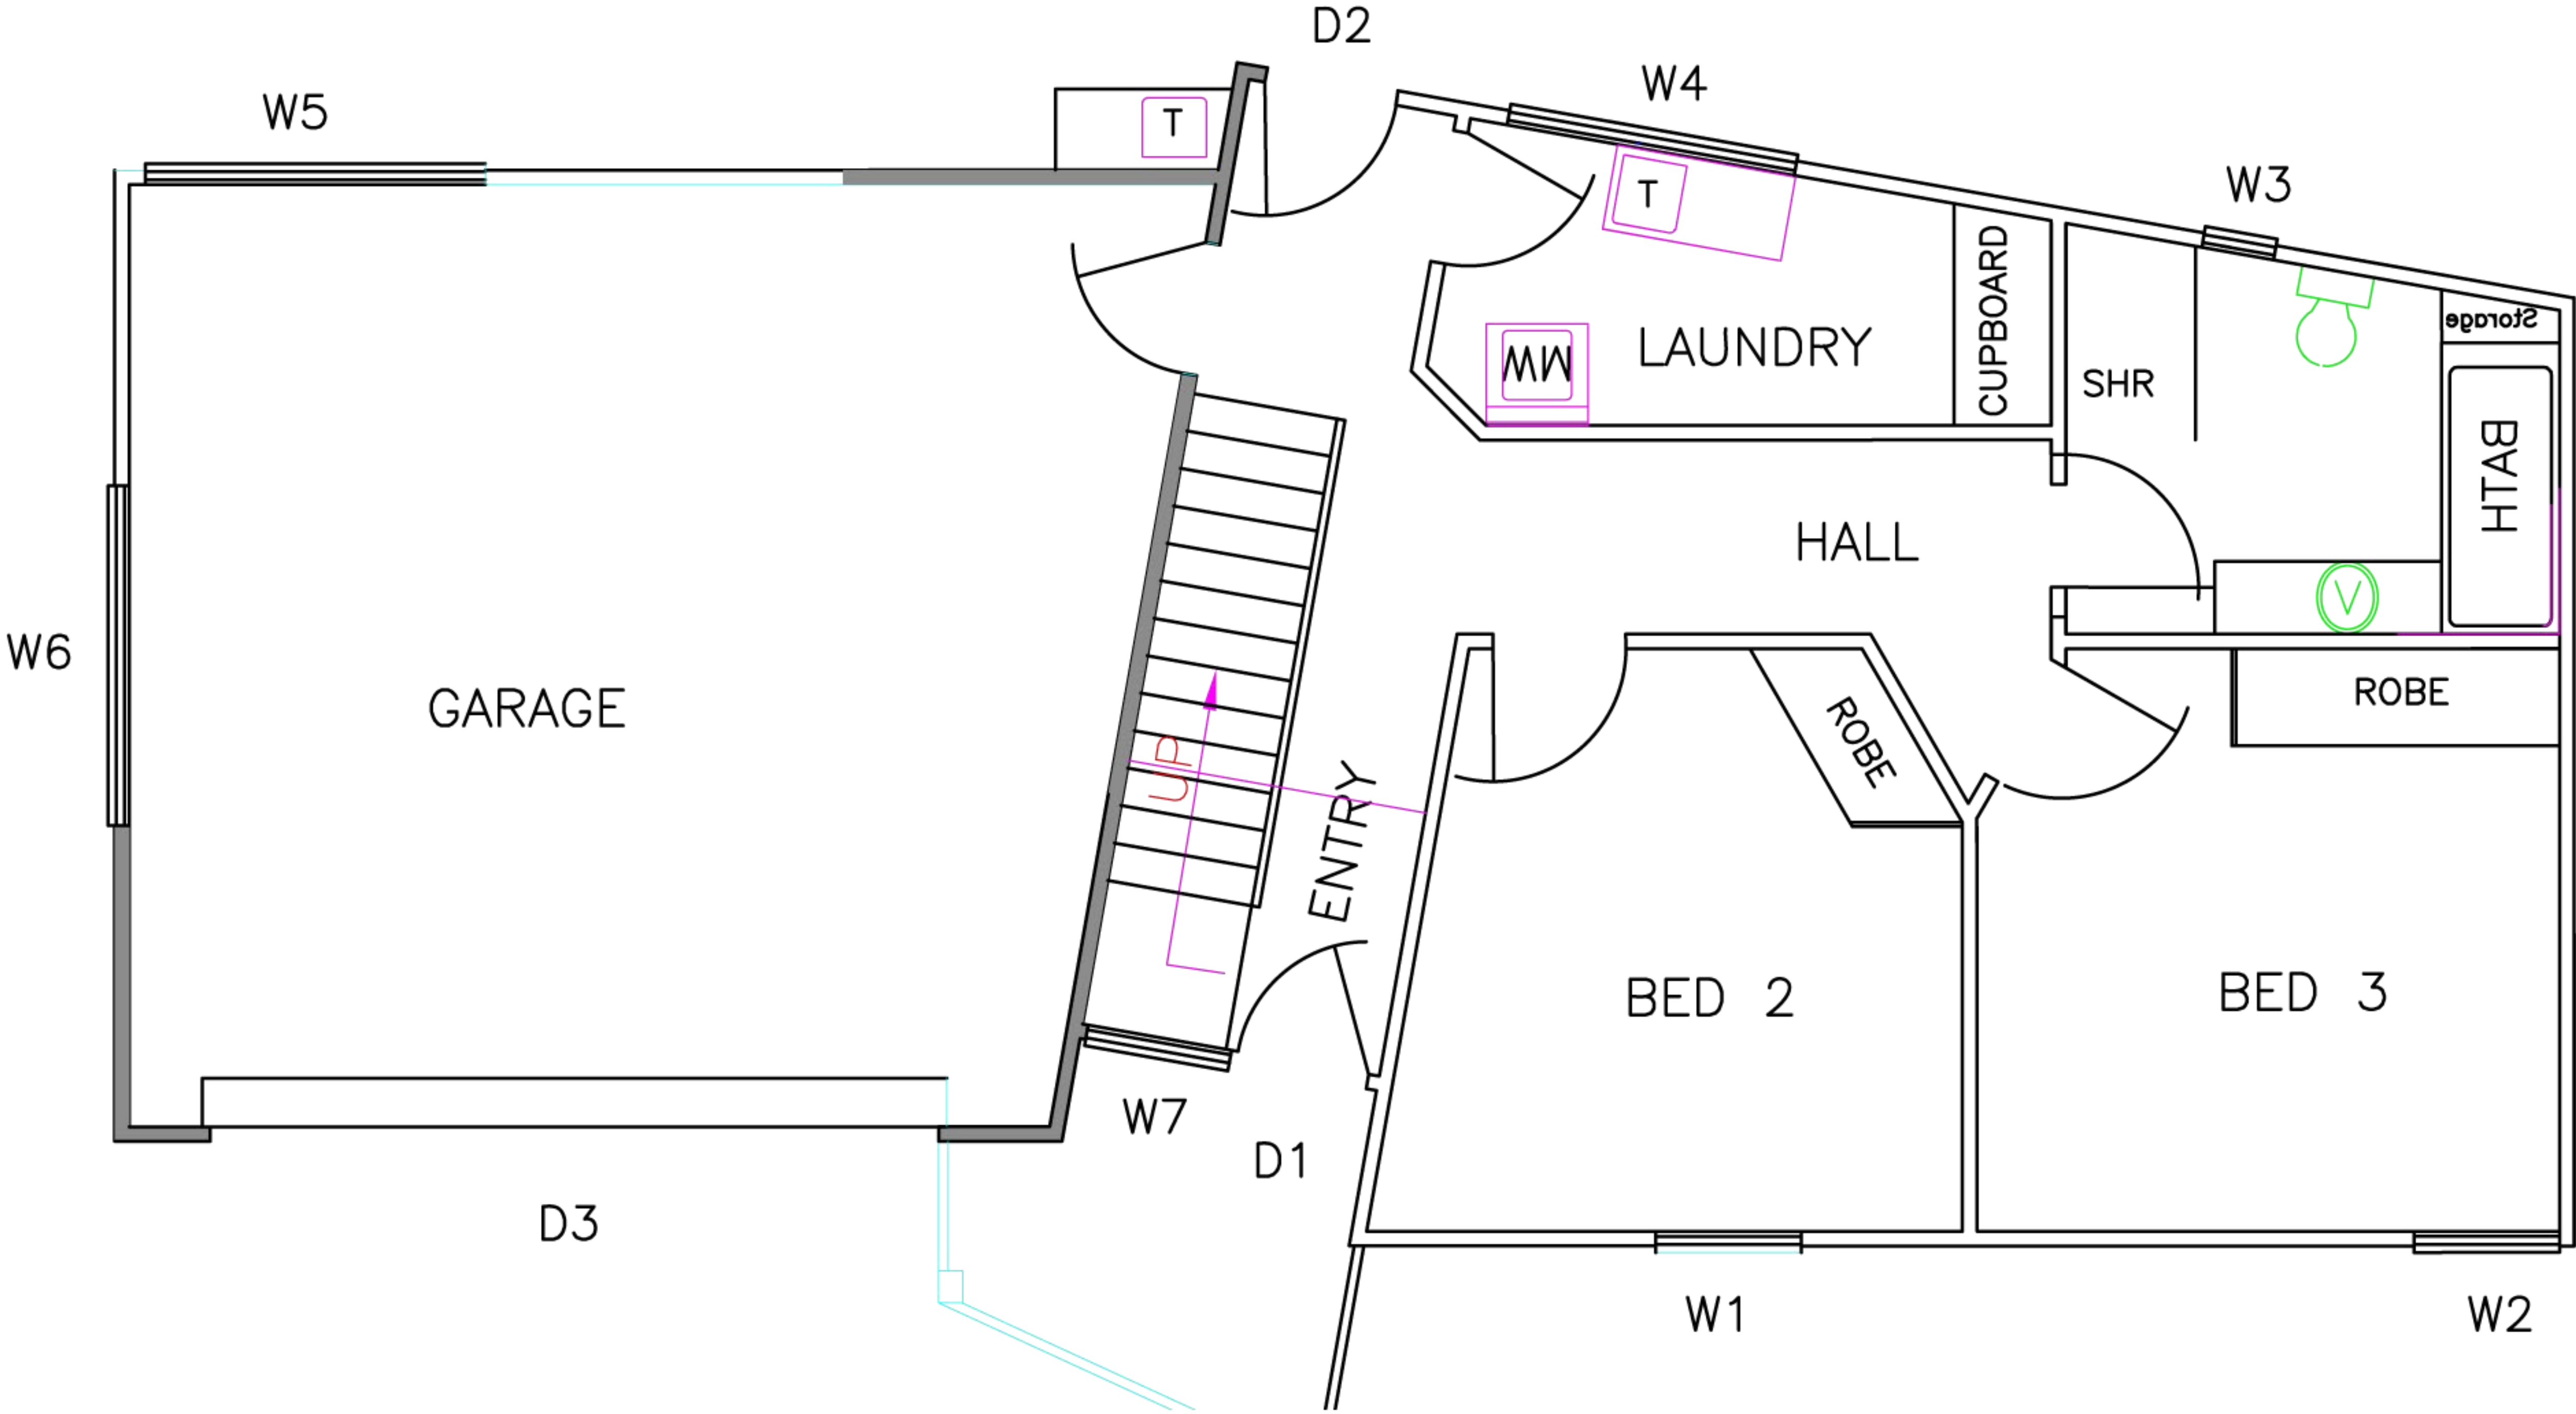 D2
W5
T
W4
T
W3
CUPBOARD
Storage
LAUNDRY
WM
SHR
BATH
HALL
W6
GARAGE
ROBE
ROBE
UP
ENTRY
V
BED 2
BED 3
W7
D1
D3
W1
W2